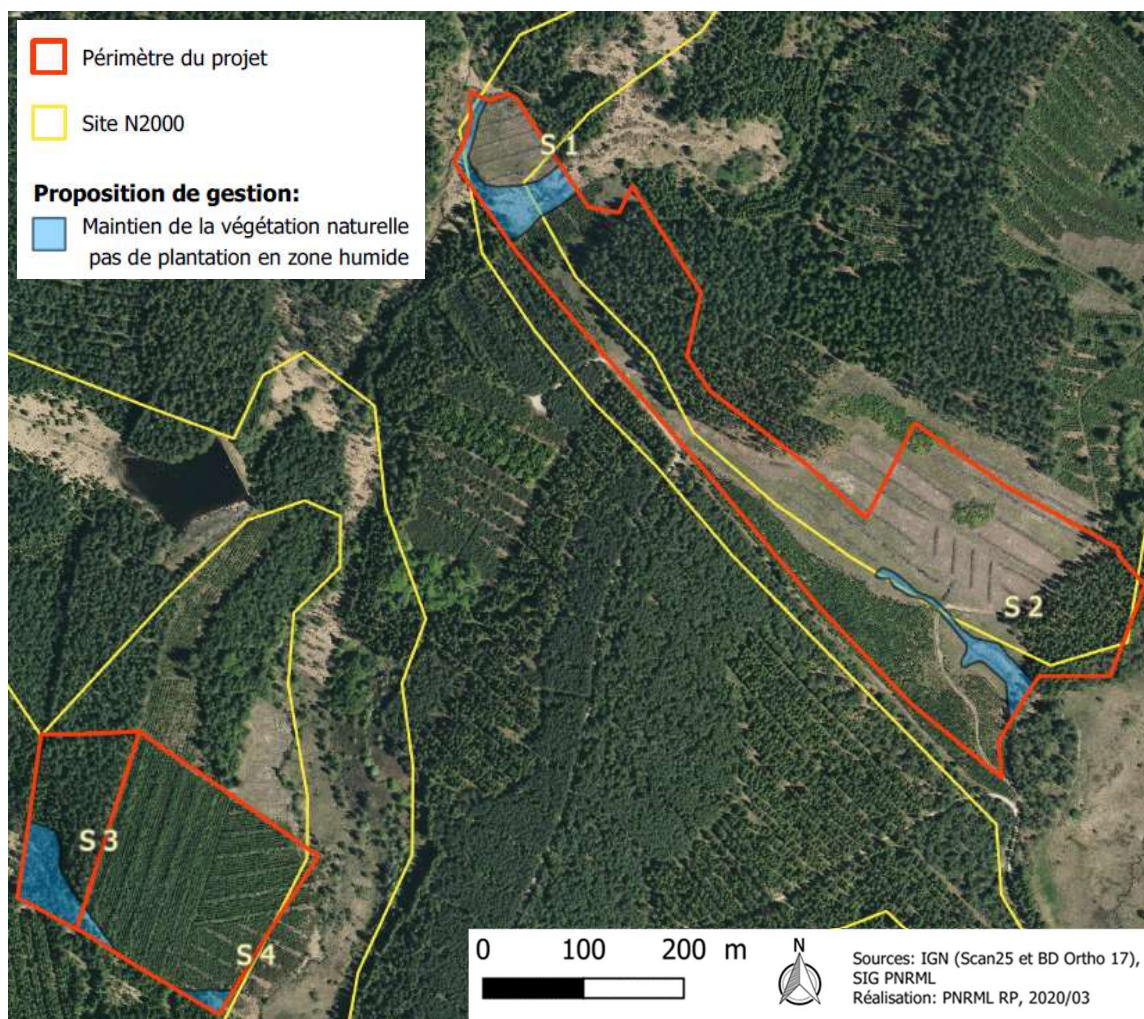 Périmètre du projet
Site N2000
Proposition de gestion:
Maintien de la végétation naturelle
pas de plantation en zone humide
S 1
S 2
S 3
S 4
0 100 200 m
N
Sources: IGN (Scan25 et BD Ortho 17),
SIG PNRML
Réalisation: PNRML RP, 2020/03